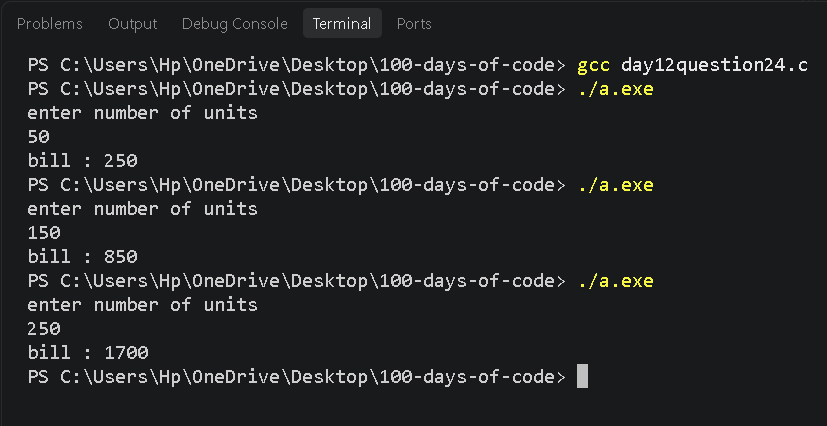 Problems Output Debug Console Terminal Ports
PS C:\Users\Hp\OneDrive\Desktop\100-days-of-code> gcc day12question24.c
PS C:\Users\Hp\OneDrive\Desktop\100-days-of-code> ./a.exe
enter number of units
50
bill : 250
PS C:\Users\Hp\OneDrive\Desktop\100-days-of-code> ./a.exe
enter number of units
150
bill : 850
PS C:\Users\Hp\OneDrive\Desktop\100-days-of-code> ./a.exe
enter number of units
250
bill : 1700
PS C:\Users\Hp\OneDrive\Desktop\100-days-of-code>